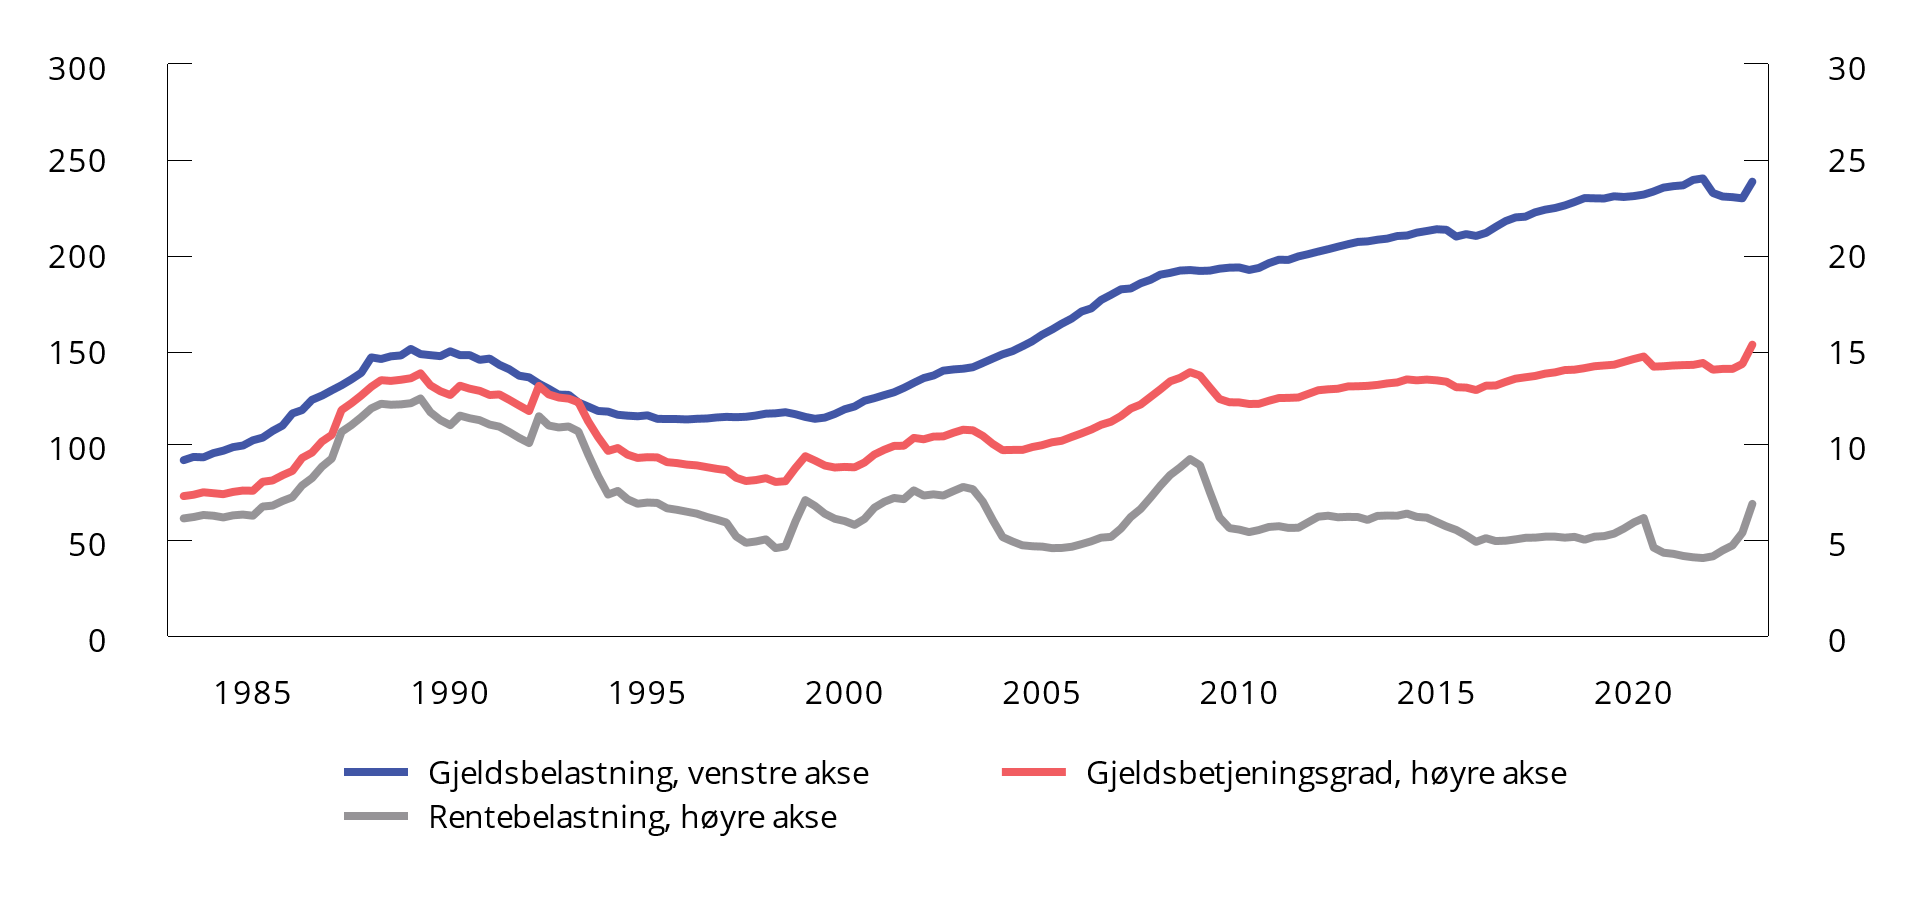 300 30
250 25
200 20
150 15
100 10
50 5
0 0
1985 1990 1995 2000 2005 2010 2015 2020
Gjeldsbelastning, venstre akse Gjeldsbetjeningsgrad, høyre akse
Rentebelastning, høyre akse